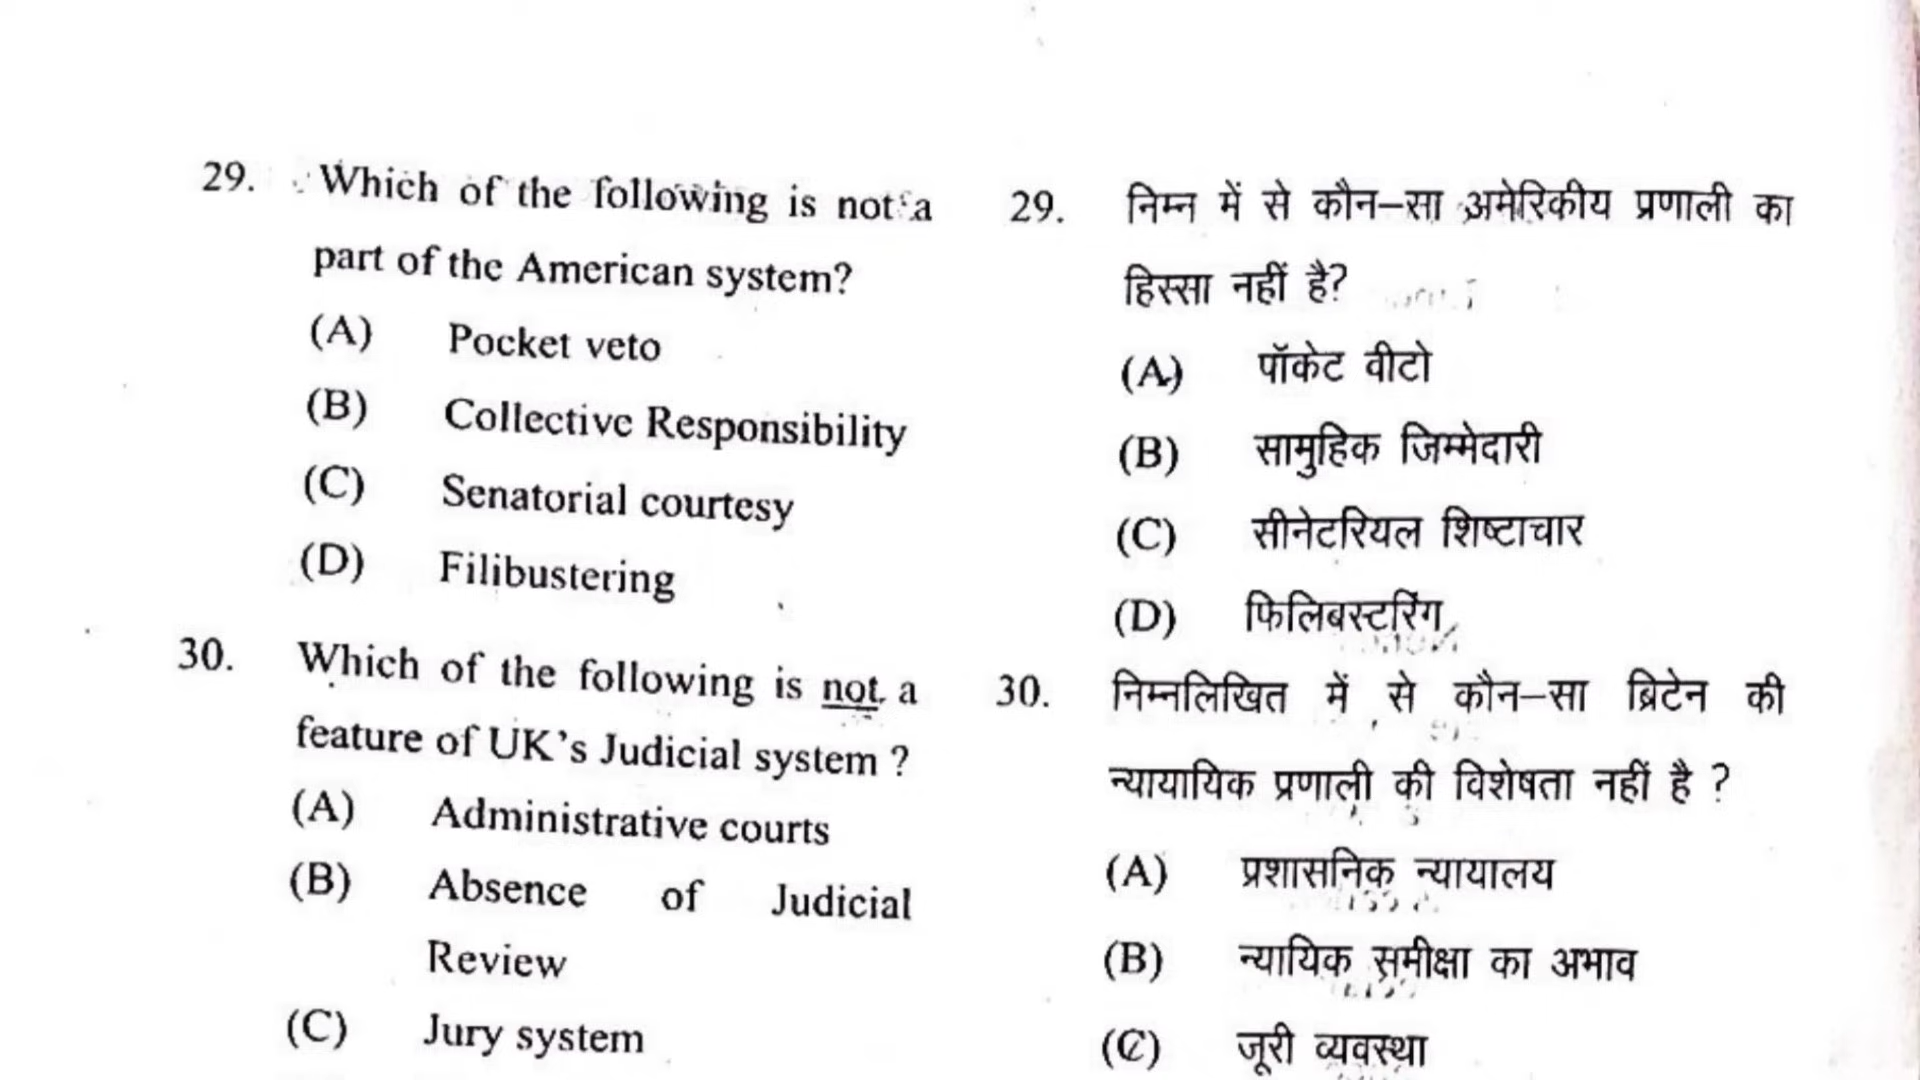 29. Which of the following is not a
part of the American system?
(A) Pocket veto
(B) Collective Responsibility
(C) Senatorial courtesy
(D) Filibustering
30. Which of the following is not a
feature of UK's Judicial system ?
(A) Administrative courts
(B) Absence of Judicial
Review
(C) Jury system
29. निम्न में से कौन–सा अमेरिकीय प्रणाली का
हिस्सा नहीं है?
(A) पॉकेट वीटो
(B) सामुहिक जिम्मेदारी
(C) सीनेटरियल शिष्टाचार
(D) फिलिबस्टरिंग
30. निम्नलिखित में से कौन–सा ब्रिटेन की
न्यायायिक प्रणाली की विशेषता नहीं है ?
(A) प्रशासनिक न्यायालय
(B) न्यायिक समीक्षा का अभाव
(C) जूरी व्यवस्था